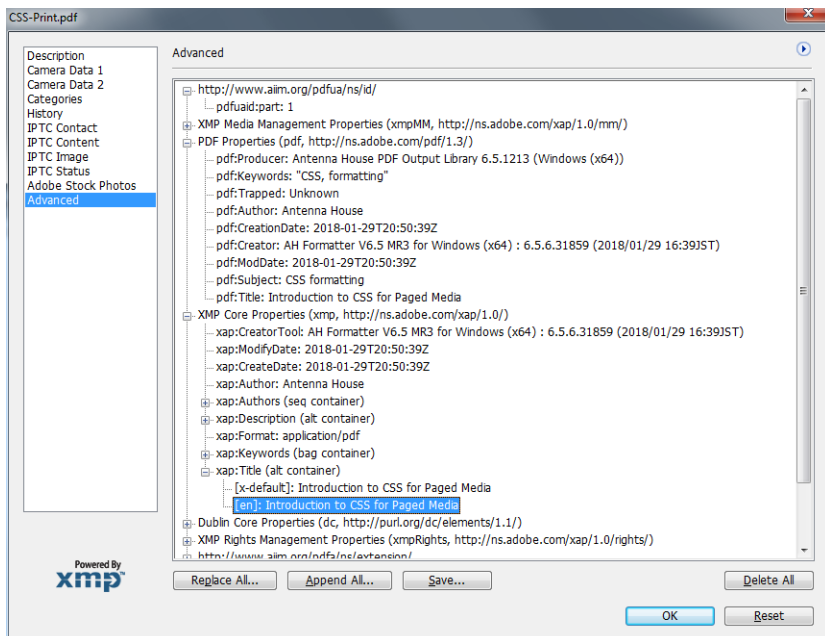 CSS-Print.pdf
Description
Camera Data 1
Camera Data 2
Categories
History
IPTC Contact
IPTC Content
IPTC Image
IPTC Status
Adobe Stock Photos
Advanced
Advanced
http://www.aiim.org/pdfua/ns/id/
pdfuaid:part: 1
XMP Media Management Properties (xmpMM, http://ns.adobe.com/xap/1.0/mm/)
PDF Properties (pdf, http://ns.adobe.com/pdf/1.3/)
pdf:Producer: Antenna House PDF Output Library 6.5.1213 (Windows (x64))
pdf:Keywords: "CSS, formatting"
pdf:Trapped: Unknown
pdf:Author: Antenna House
pdf:CreationDate: 2018-01-29T20:50:39Z
pdf:Creator: AH Formatter V6.5 MR3 for Windows (x64) : 6.5.6.31859 (2018/01/29 16:39JST)
pdf:ModDate: 2018-01-29T20:50:39Z
pdf:Subject: CSS formatting
pdf:Title: Introduction to CSS for Paged Media
XMP Core Properties (xmp, http://ns.adobe.com/xap/1.0/)
xap:CreatorTool: AH Formatter V6.5 MR3 for Windows (x64) : 6.5.6.31859 (2018/01/29 16:39JST)
xap:ModifyDate: 2018-01-29T20:50:39Z
xap:CreateDate: 2018-01-29T20:50:39Z
xap:Author: Antenna House
xap:Authors (seq container)
xap:Description (alt container)
xap:Format: application/pdf
xap:Keywords (bag container)
xap:Title (alt container)
[x-default]: Introduction to CSS for Paged Media
[en]: Introduction to CSS for Paged Media
Dublin Core Properties (dc, http://purl.org/dc/elements/1.1/)
XMP Rights Management Properties (xmpRights, http://ns.adobe.com/xap/1.0/rights/)
http://www.aiim.org/pdfa/ns/extension/
Powered By
xmp™
Replace All...
Append All...
Save...
Delete All
OK
Reset